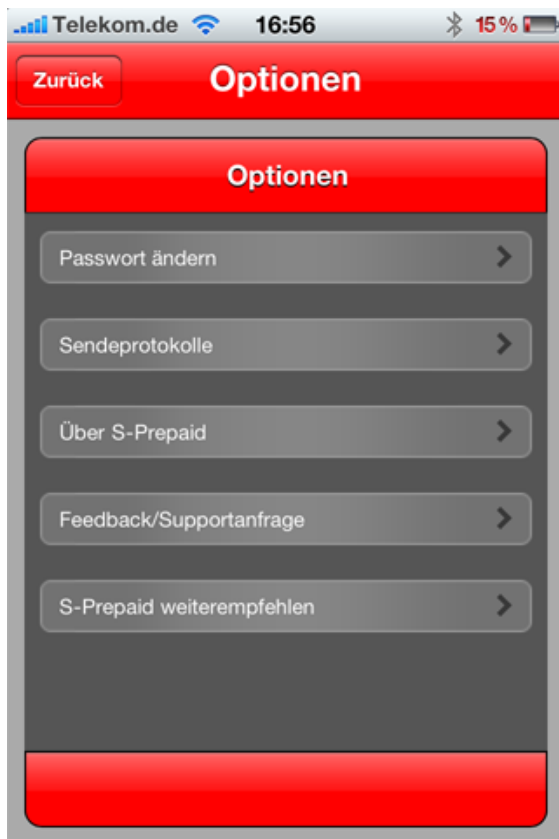 Telekom.de 16:56 15 %
Zurück Optionen
Optionen
Passwort ändern
Sendeprotokolle
Über S-Prepaid
Feedback/Supportanfrage
S-Prepaid weiterempfehlen